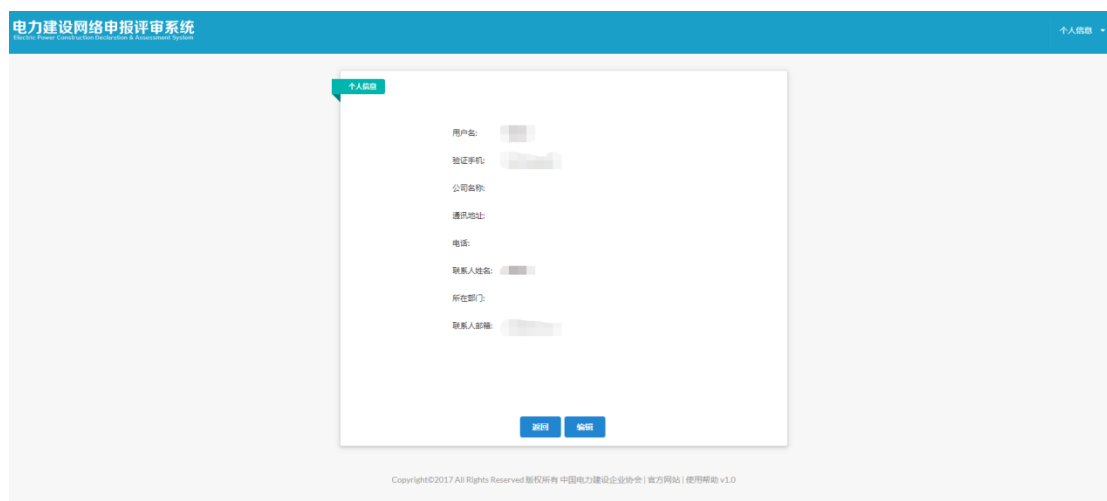 电力建设网络申报评审系统
Electric Power Construction Declaration & Assessment System
个人信息
个人信息
用户名:
验证手机:
公司名称:
通讯地址:
电话:
联系人姓名:
所在部门:
联系人邮箱:
返回 编辑
Copyright©2017 All Rights Reserved 版权所有 中国电力建设企业协会 | 官方网站 | 使用帮助 v1.0